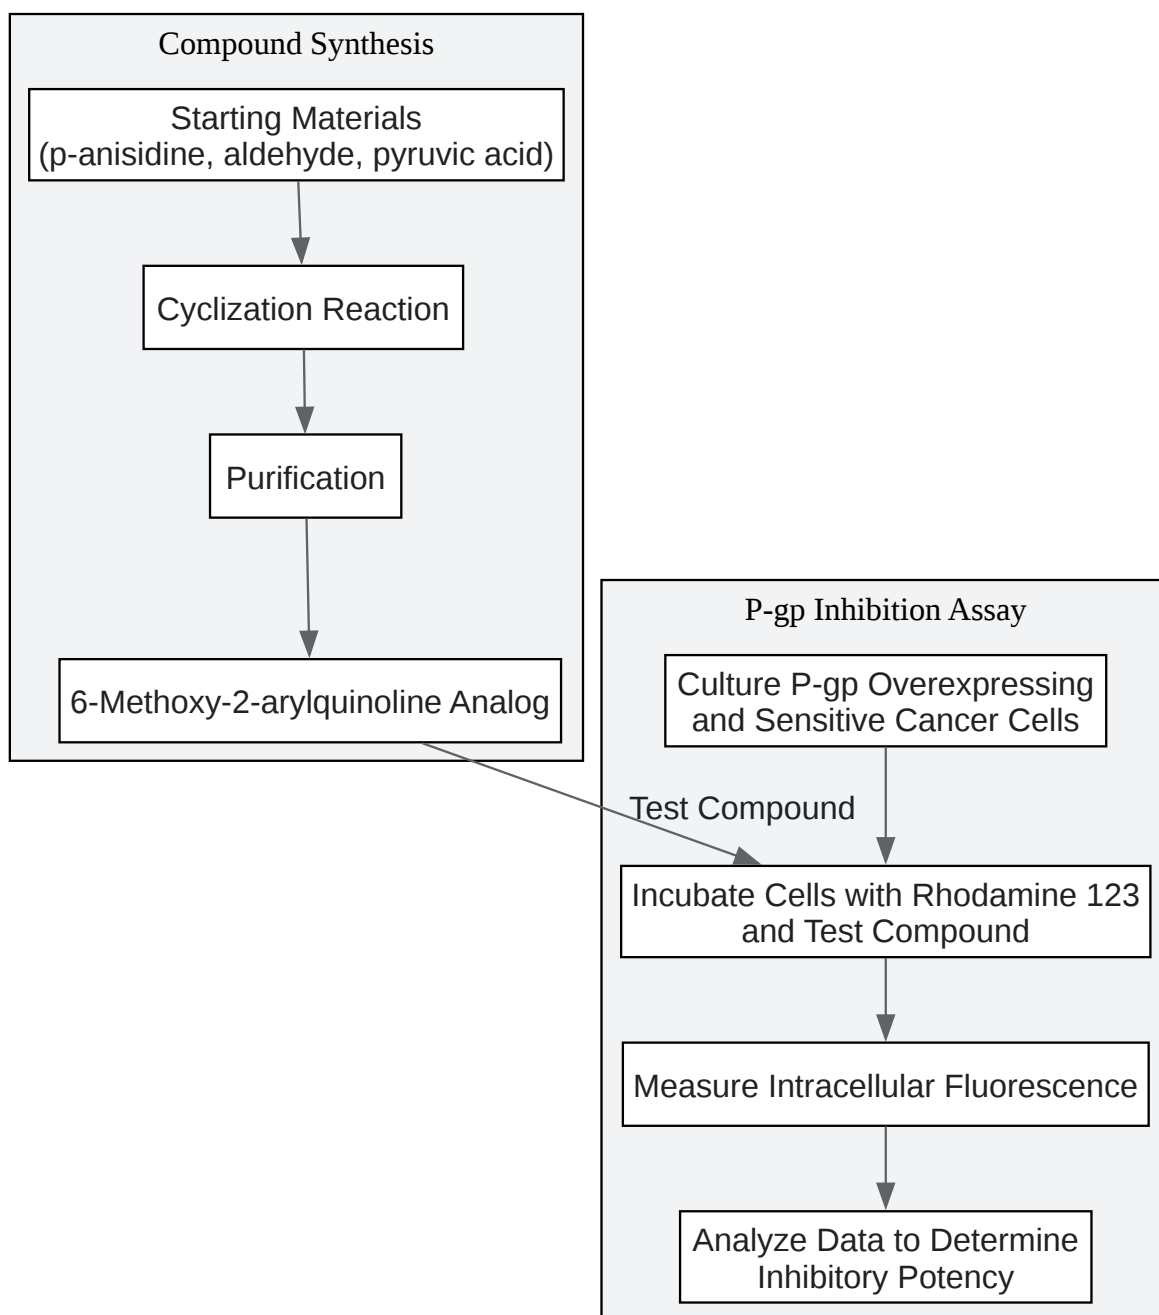 Compound Synthesis
Starting Materials
(p-anisidine, aldehyde, pyruvic acid)
Cyclization Reaction
Purification
6-Methoxy-2-arylquinoline Analog
P-gp Inhibition Assay
Culture P-gp Overexpressing
and Sensitive Cancer Cells
Test Compound
Incubate Cells with Rhodamine 123
and Test Compound
Measure Intracellular Fluorescence
Analyze Data to Determine
Inhibitory Potency